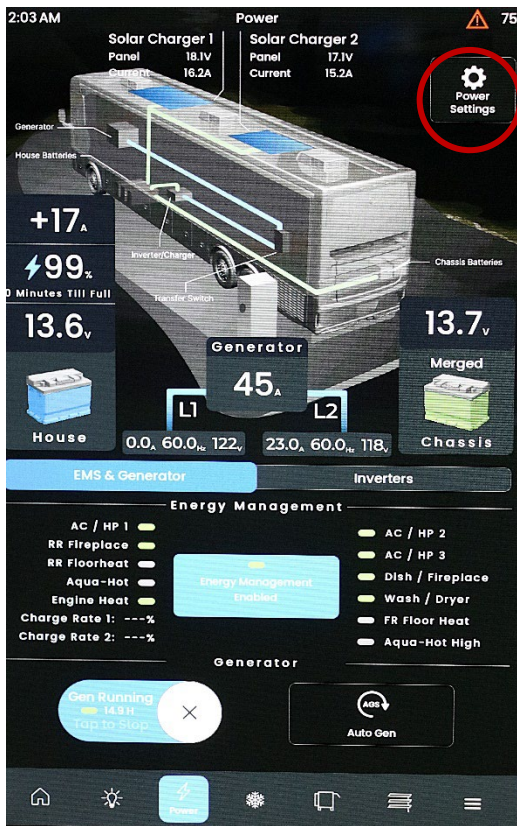 2:03 AM Power 75
Solar Charger 1 Solar Charger 2
Panel 18.1V Panel 17.1V
Current 16.2A Current 15.2A
Power
Settings
Generator
House Batteries
Inverter/Charger
Chassis Batteries
Transfer Switch
+17A
99%
0 Minutes Till Full
13.6V
House
13.7V
Merged
Chassis
Generator
45A
L1 L2
0.0A 60.0Hz 122V 23.0A 60.0Hz 118V
EMS & Generator Inverters
Energy Management
AC / HP 1
RR Fireplace
RR Floorheat
Aqua-Hot
Engine Heat
Charge Rate 1: ---%
Charge Rate 2: ---%
Energy Management
Enabled
AC / HP 2
AC / HP 3
Dish / Fireplace
Wash / Dryer
FR Floor Heat
Aqua-Hot High
Generator
Gen Running
14.9 H
Tap to Stop
AGS
Auto Gen
Power